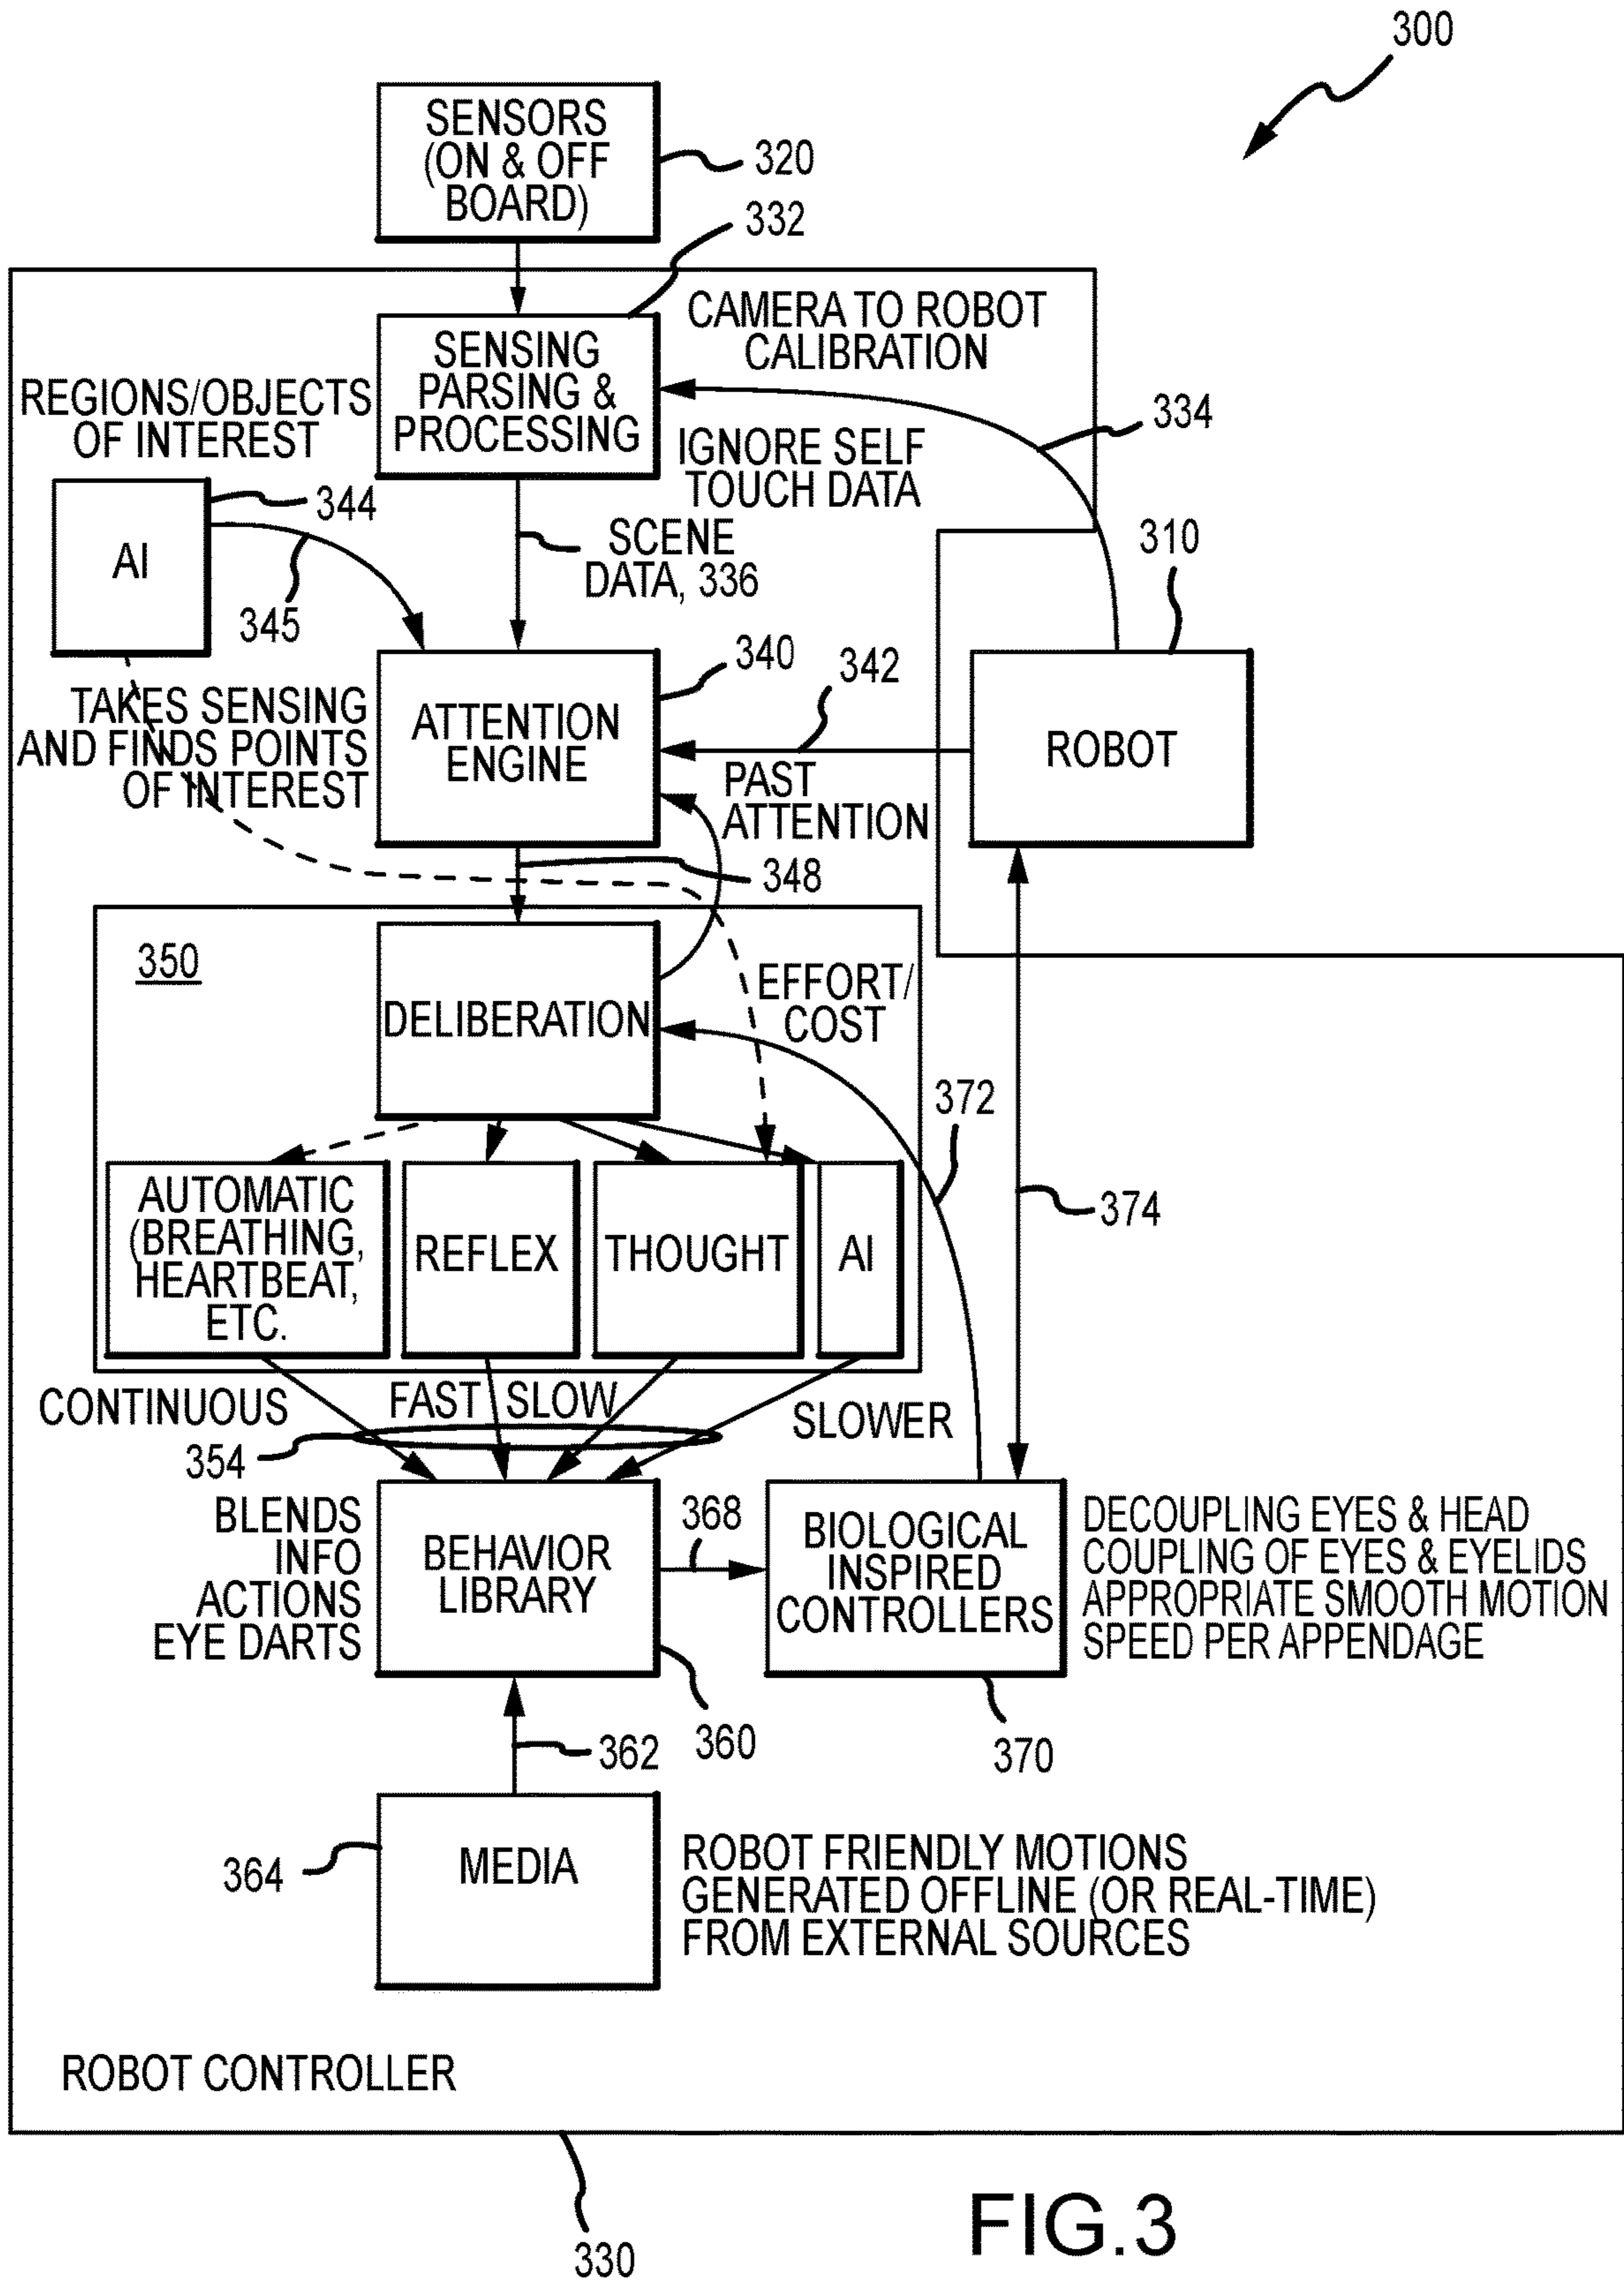 300
SENSORS
(ON & OFF
BOARD)
320
332
SENSING
PARSING &
PROCESSING
CAMERA TO ROBOT
CALIBRATION
REGIONS/OBJECTS
OF INTEREST
334
IGNORE SELF
TOUCH DATA
344
AI
345
SCENE
DATA, 336
310
340
342
TAKES SENSING
AND FINDS POINTS
OF INTEREST
ATTENTION
ENGINE
ROBOT
PAST
ATTENTION
348
350
DELIBERATION
EFFORT/
COST
372
374
AUTOMATIC
(BREATHING,
HEARTBEAT,
ETC.
REFLEX
THOUGHT
AI
CONTINUOUS
FAST
SLOW
SLOWER
354
BLENDS
INFO
ACTIONS
EYE DARTS
BEHAVIOR
LIBRARY
368
BIOLOGICAL
INSPIRED
CONTROLLERS
DECOUPLING EYES & HEAD
COUPLING OF EYES & EYELIDS
APPROPRIATE SMOOTH MOTION
SPEED PER APPENDAGE
360
362
370
364
MEDIA
ROBOT FRIENDLY MOTIONS
GENERATED OFFLINE (OR REAL-TIME)
FROM EXTERNAL SOURCES
ROBOT CONTROLLER
330
FIG.3